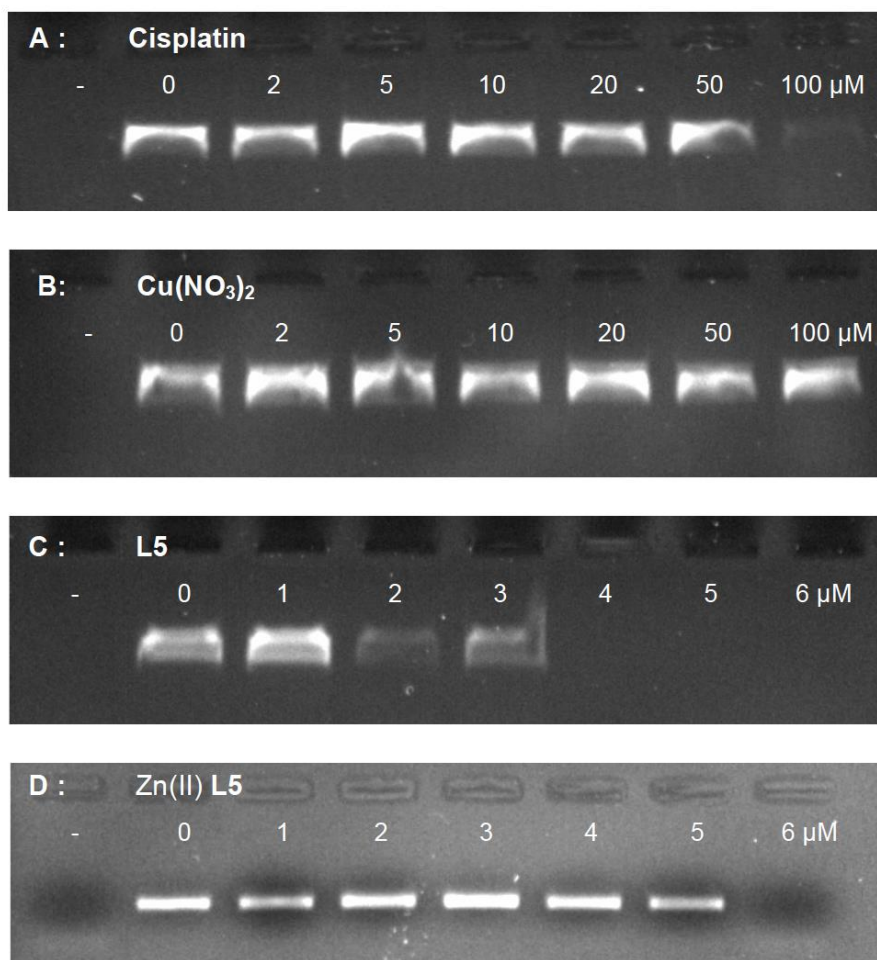 A : Cisplatin
- 0 2 5 10 20 50 100 µM
B: Cu(NO₃)₂
- 0 2 5 10 20 50 100 µM
C : L5
- 0 1 2 3 4 5 6 µM
D : Zn(II) L5
- 0 1 2 3 4 5 6 µM